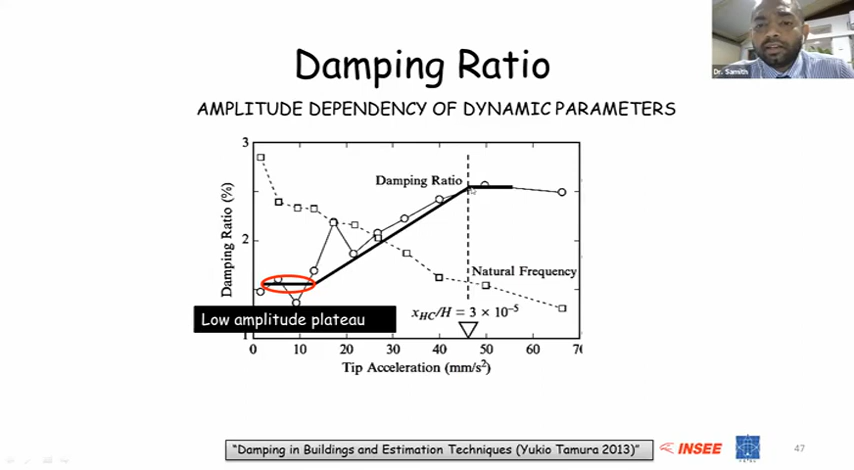 Dr. Samith
Damping Ratio
AMPLITUDE DEPENDENCY OF DYNAMIC PARAMETERS
3
Damping Ratio
Damping Ratio (%)
2
Natural Frequency
x_HC/H = 3 × 10⁻⁵
Low amplitude plateau
1
0 10 20 30 40 50 60 70
Tip Acceleration (mm/s²)
"Damping in Buildings and Estimation Techniques (Yukio Tamura 2013)"
INSEE
47